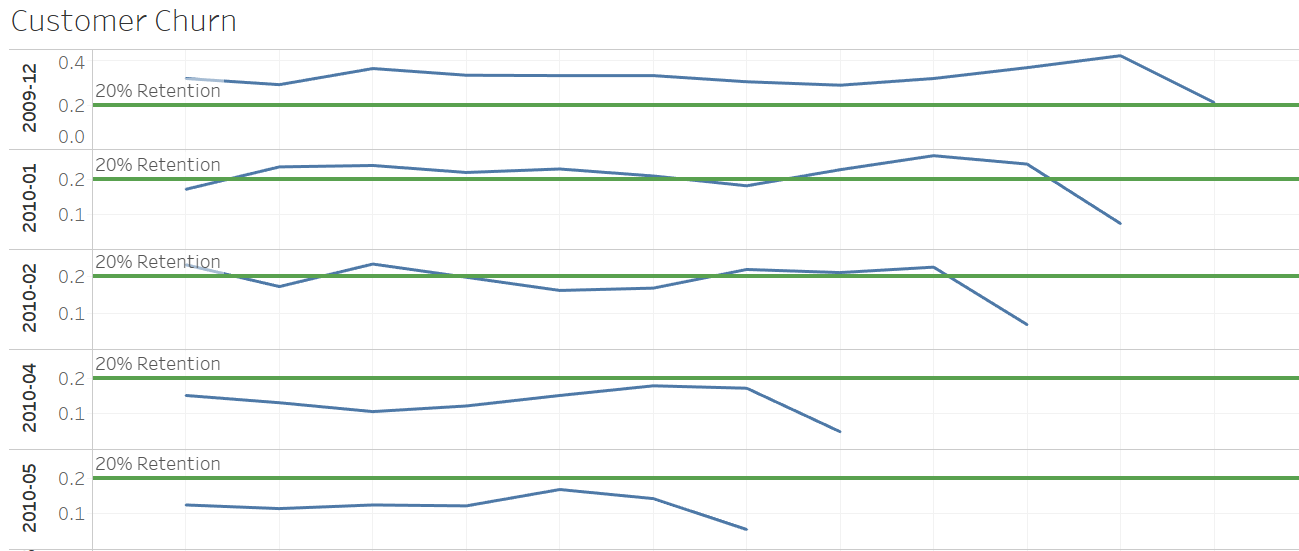 Customer Churn
2009-12
0.4
20% Retention
0.2
0.0
2010-01
20% Retention
0.2
0.1
2010-02
20% Retention
0.2
0.1
2010-04
20% Retention
0.2
0.1
2010-05
20% Retention
0.2
0.1